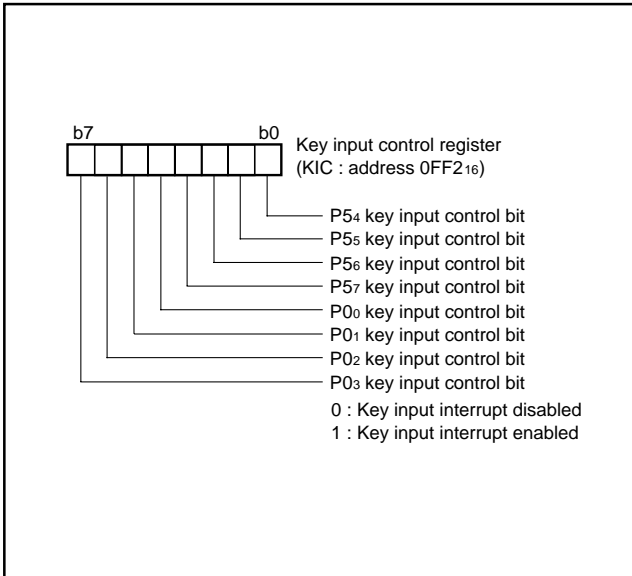 b7 b0
Key input control register
(KIC : address 0FF2₁₆)
P5₄ key input control bit
P5₅ key input control bit
P5₆ key input control bit
P5₇ key input control bit
P0₀ key input control bit
P0₁ key input control bit
P0₂ key input control bit
P0₃ key input control bit
0 : Key input interrupt disabled
1 : Key input interrupt enabled